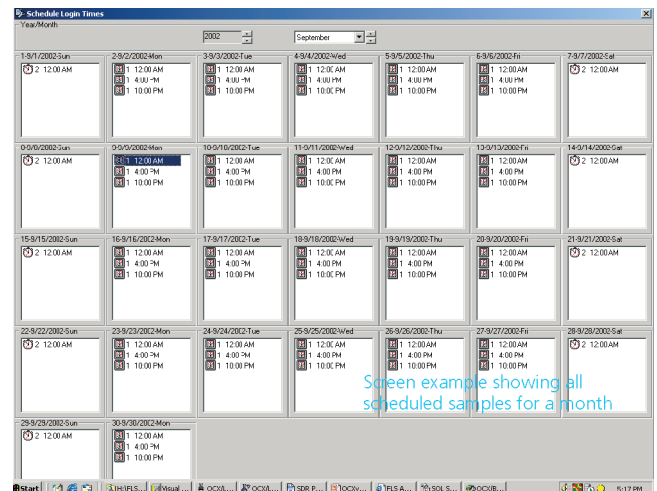 Schedule Login Times
Year/Month
2002 September
1-9/1/2002-Sun 2-9/2/2002-Mon 3-9/3/2002-Tue 4-9/4/2002-Wed 5-9/5/2002-Thu 6-9/6/2002-Fri 7-9/7/2002-Sat
2 12:00 AM 1 12:00 AM 1 12:00 AM 1 12:00 AM 1 12:00 AM 1 12:00 AM 2 12:00 AM
1 4:00 PM 1 4:00 PM 1 4:00 PM 1 4:00 PM 1 4:00 PM
1 10:00 PM 1 10:00 PM 1 10:00 PM 1 10:00 PM 1 10:00 PM
8-9/8/2002-Sun 9-9/9/2002-Mon 10-9/10/2002-Tue 11-9/11/2002-Wed 12-9/12/2002-Thu 13-9/13/2002-Fri 14-9/14/2002-Sat
2 12:00 AM 1 12:00 AM 1 12:00 AM 1 12:00 AM 1 12:00 AM 1 12:00 AM 2 12:00 AM
1 4:00 PM 1 4:00 PM 1 4:00 PM 1 4:00 PM 1 4:00 PM
1 10:00 PM 1 10:00 PM 1 10:00 PM 1 10:00 PM 1 10:00 PM
15-9/15/2002-Sun 16-9/16/2002-Mon 17-9/17/2002-Tue 18-9/18/2002-Wed 19-9/19/2002-Thu 20-9/20/2002-Fri 21-9/21/2002-Sat
2 12:00 AM 1 12:00 AM 1 12:00 AM 1 12:00 AM 1 12:00 AM 1 12:00 AM 2 12:00 AM
1 4:00 PM 1 4:00 PM 1 4:00 PM 1 4:00 PM 1 4:00 PM
1 10:00 PM 1 10:00 PM 1 10:00 PM 1 10:00 PM 1 10:00 PM
22-9/22/2002-Sun 23-9/23/2002-Mon 24-9/24/2002-Tue 25-9/25/2002-Wed 26-9/26/2002-Thu 27-9/27/2002-Fri 28-9/28/2002-Sat
2 12:00 AM 1 12:00 AM 1 12:00 AM 1 12:00 AM 1 12:00 AM 1 12:00 AM 2 12:00 AM
1 4:00 PM 1 4:00 PM 1 4:00 PM 1 4:00 PM 1 4:00 PM
1 10:00 PM 1 10:00 PM 1 10:00 PM 1 10:00 PM 1 10:00 PM
Screen example showing all
scheduled samples for a month
29-9/29/2002-Sun 30-9/30/2002-Mon
2 12:00 AM 1 12:00 AM
1 4:00 PM
1 10:00 PM
Start Visual ... OCX/L... OCX/L... SDR P... OCXv... FLS A... SQL S... OCX/B... 5:17 PM